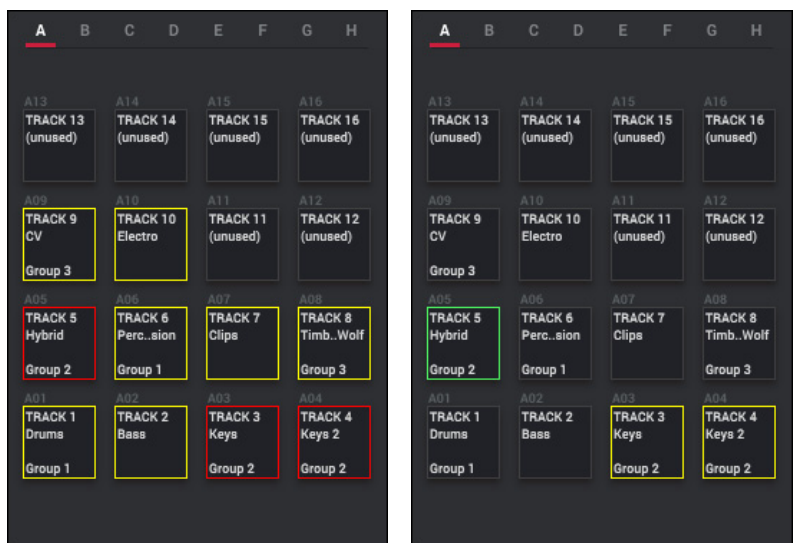 A B C D E F G H
A13 A14 A15 A16
TRACK 13 TRACK 14 TRACK 15 TRACK 16
(unused) (unused) (unused) (unused)
A09 A10 A11 A12
TRACK 9 TRACK 10 TRACK 11 TRACK 12
CV Electro (unused) (unused)
Group 3
A05 A06 A07 A08
TRACK 5 TRACK 6 TRACK 7 TRACK 8
Hybrid Perc..sion Clips Timb..Wolf
Group 2 Group 1 Group 3
A01 A02 A03 A04
TRACK 1 TRACK 2 TRACK 3 TRACK 4
Drums Bass Keys Keys 2
Group 1 Group 2 Group 2
A B C D E F G H
A13 A14 A15 A16
TRACK 13 TRACK 14 TRACK 15 TRACK 16
(unused) (unused) (unused) (unused)
A09 A10 A11 A12
TRACK 9 TRACK 10 TRACK 11 TRACK 12
CV Electro (unused) (unused)
Group 3
A05 A06 A07 A08
TRACK 5 TRACK 6 TRACK 7 TRACK 8
Hybrid Perc..sion Clips Timb..Wolf
Group 2 Group 1 Group 3
A01 A02 A03 A04
TRACK 1 TRACK 2 TRACK 3 TRACK 4
Drums Bass Keys Keys 2
Group 1 Group 2 Group 2